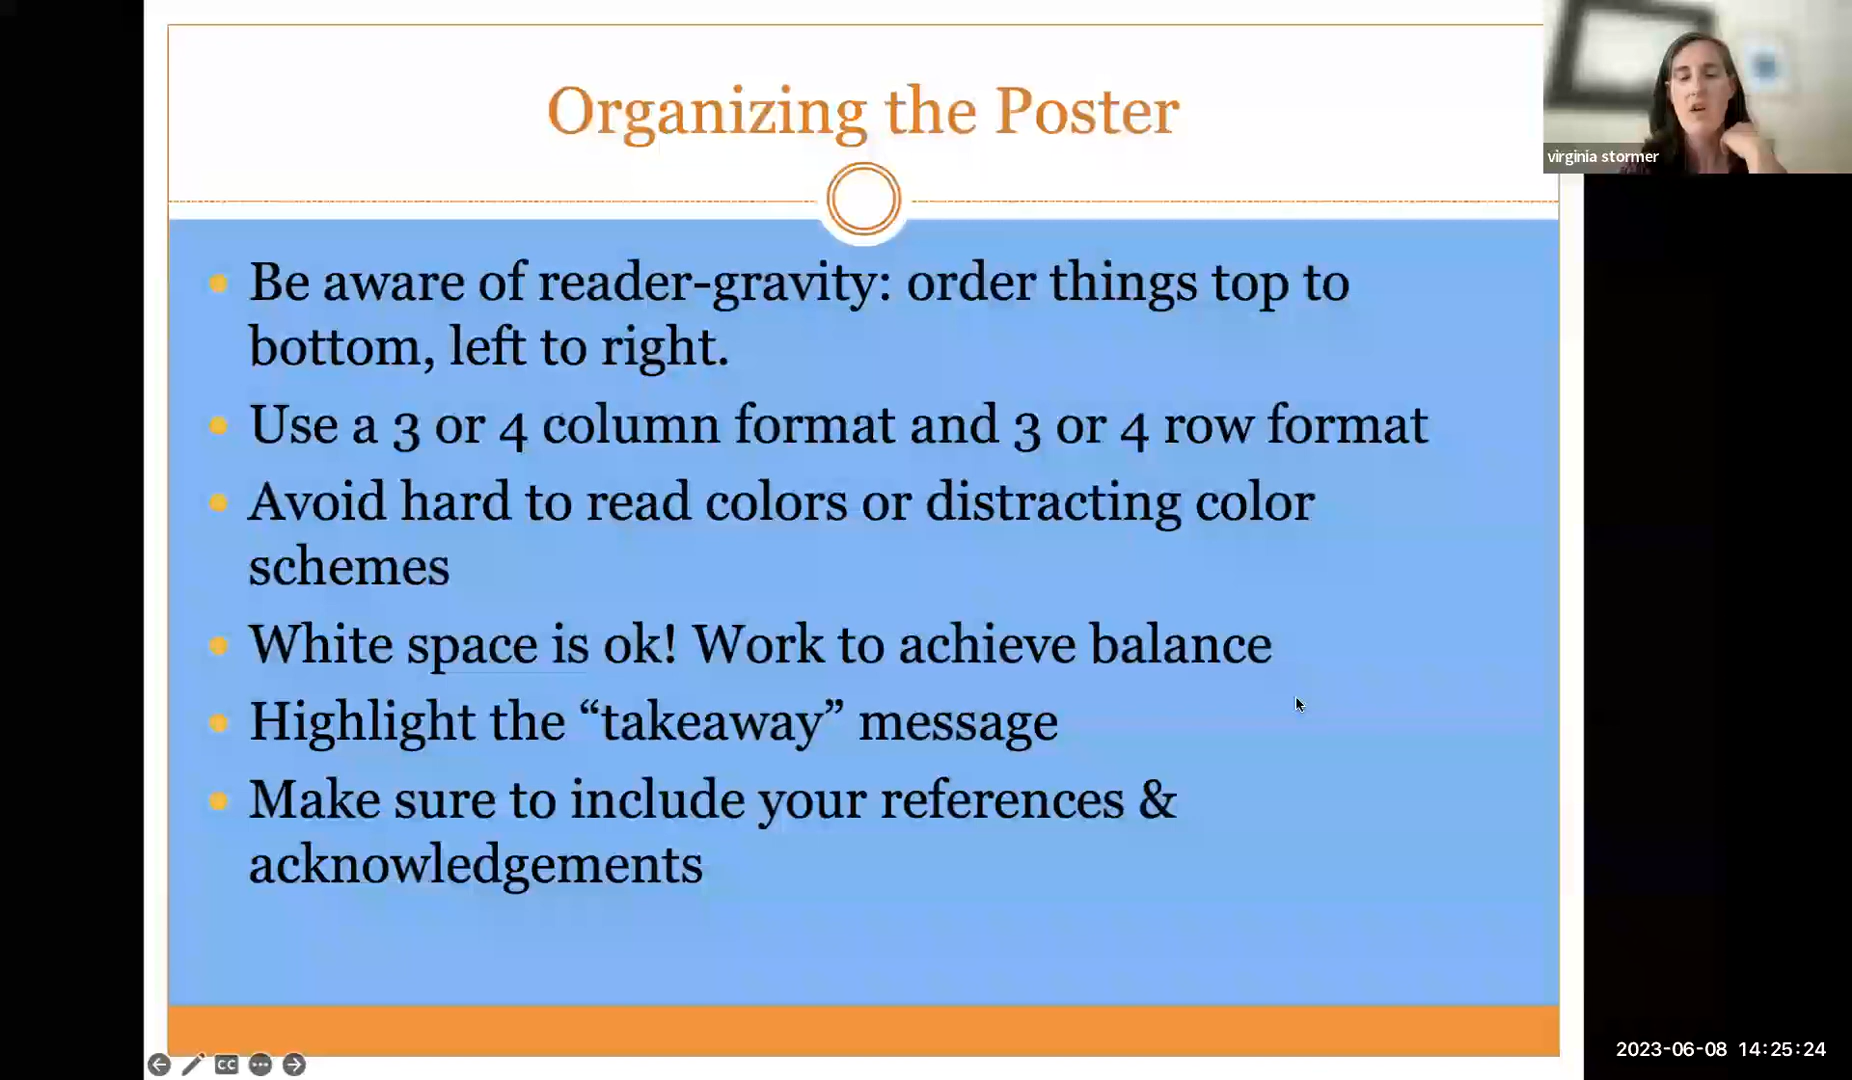 Organizing the Poster
virginia stormer
Be aware of reader-gravity: order things top to
bottom, left to right.
Use a 3 or 4 column format and 3 or 4 row format
Avoid hard to read colors or distracting color
schemes
White space is ok! Work to achieve balance
Highlight the “takeaway” message
Make sure to include your references &
acknowledgements
CC
2023-06-08 14:25:24